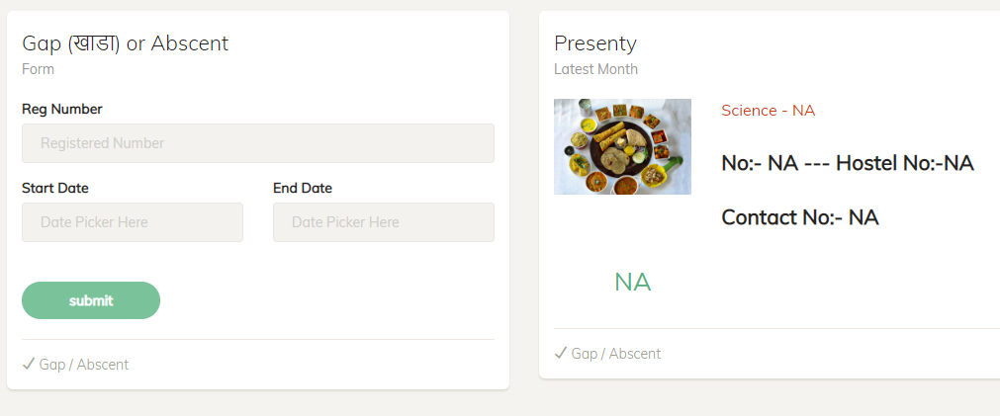 Gap (खाडा) or Abscent
Form
Reg Number
Registered Number
Start Date
End Date
Date Picker Here
Date Picker Here
submit
Gap / Abscent
Presenty
Latest Month
Science - NA
No:- NA --- Hostel No:-NA
Contact No:- NA
NA
Gap / Abscent